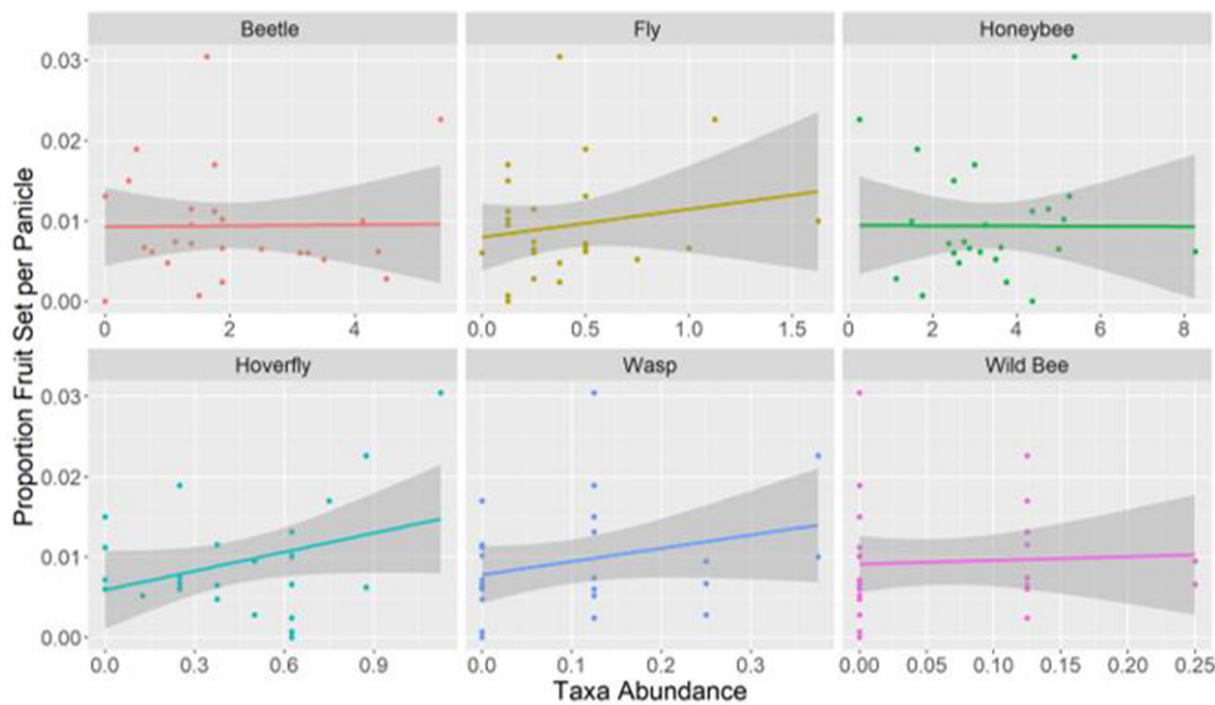 Beetle Fly Honeybee
0.03
0.02
0.01
0.00
0 2 4 0.0 0.5 1.0 1.5 0 2 4 6 8
Hoverfly Wasp Wild Bee
0.03
0.02
0.01
0.00
0.0 0.3 0.6 0.9 0.0 0.1 0.2 0.3 0.00 0.05 0.10 0.15 0.20 0.25
Proportion Fruit Set per Panicle
Taxa Abundance